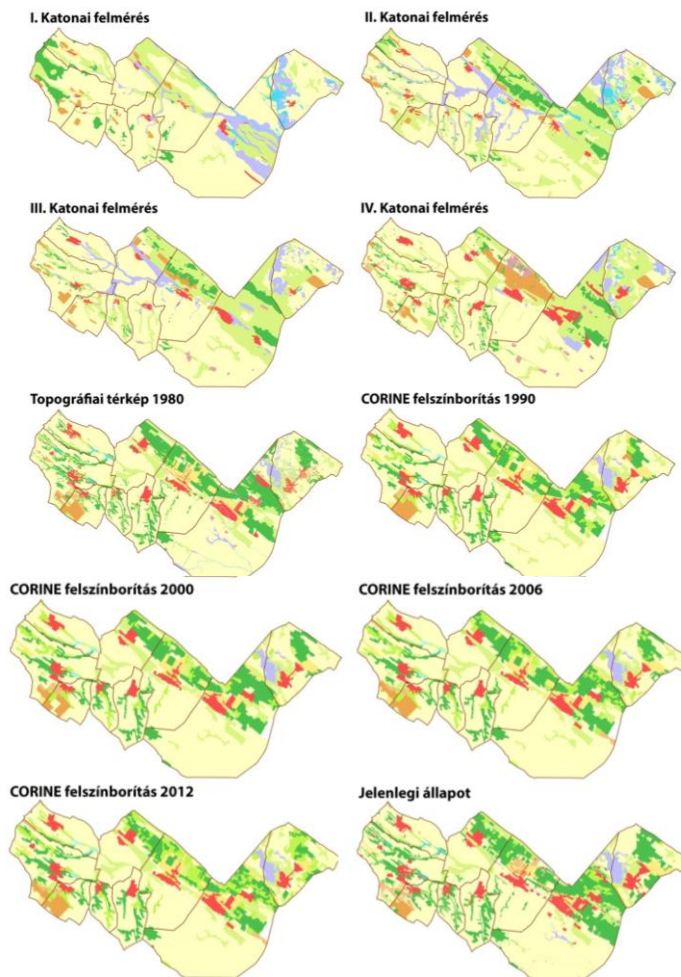 I. Katonai felmérés
II. Katonai felmérés
III. Katonai felmérés
IV. Katonai felmérés
Topográfiai térkép 1980
CORINE felszínborítás 1990
CORINE felszínborítás 2000
CORINE felszínborítás 2006
CORINE felszínborítás 2012
Jelenlegi állapot